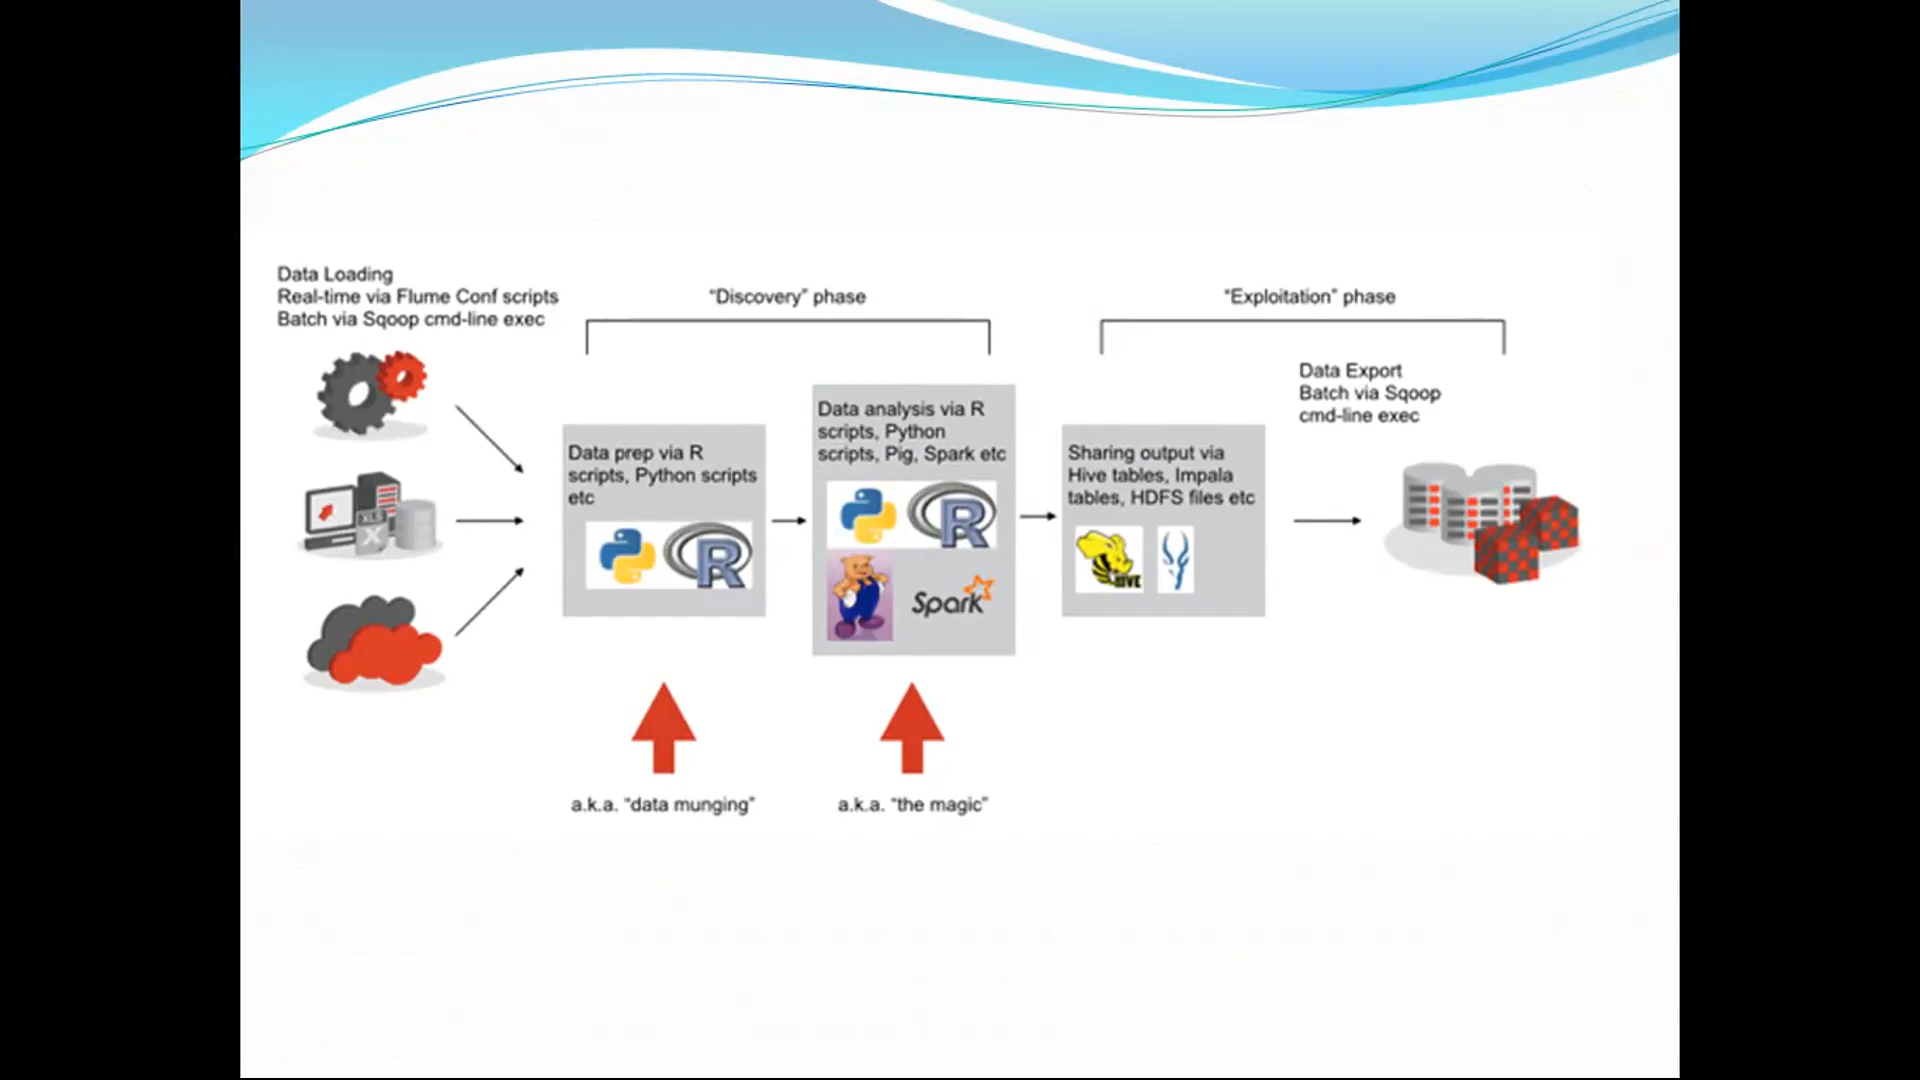 Data Loading
Real-time via Flume Conf scripts
Batch via Sqoop cmd-line exec
“Discovery” phase
“Exploitation” phase
Data prep via R
scripts, Python scripts
etc
R
Data analysis via R
scripts, Python
scripts, Pig, Spark etc
R
Spark
Sharing output via
Hive tables, Impala
tables, HDFS files etc
HIVE
Data Export
Batch via Sqoop
cmd-line exec
XLS
X
a.k.a. “data munging”
a.k.a. “the magic”